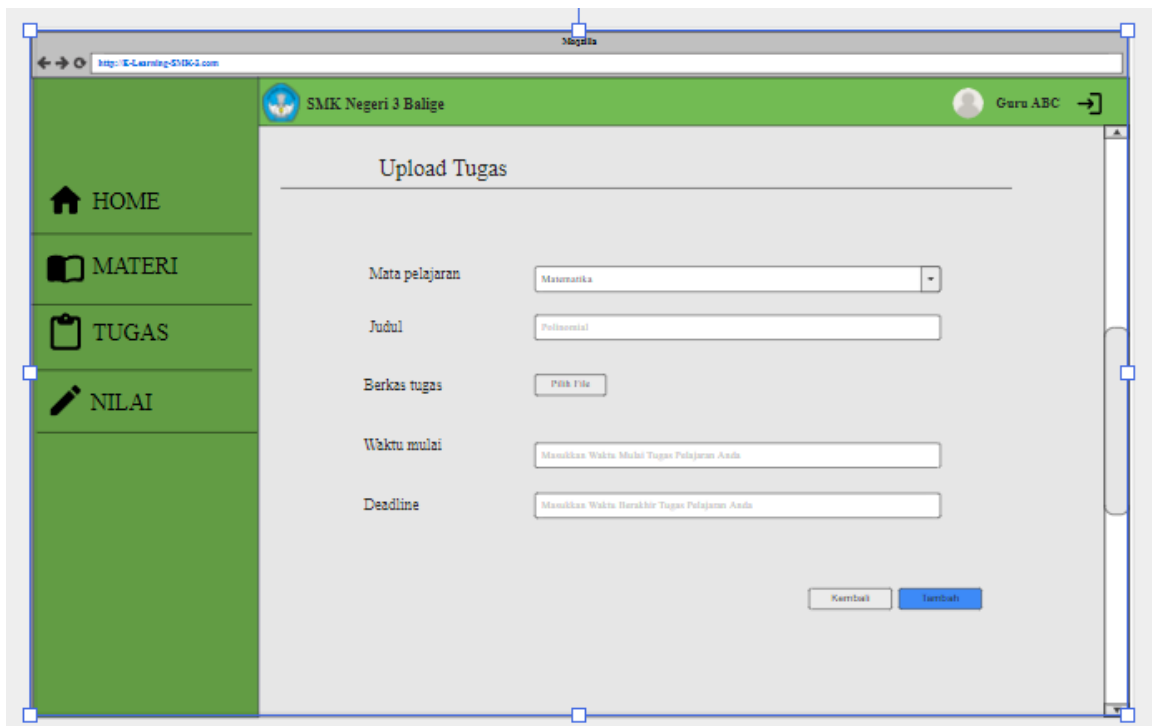 Mozilla
http://E-Learning-SMK-2.com
SMK Negeri 3 Balige
Guru ABC
Upload Tugas
HOME
MATERI
TUGAS
NILAI
Mata pelajaran
Matematika
Judul
Polinomial
Berkas tugas
Pilih File
Waktu mulai
Masukkan Waktu Mulai Tugas Pelajaran Anda
Deadline
Masukkan Waktu Berakhir Tugas Pelajaran Anda
Kembali
Tambah